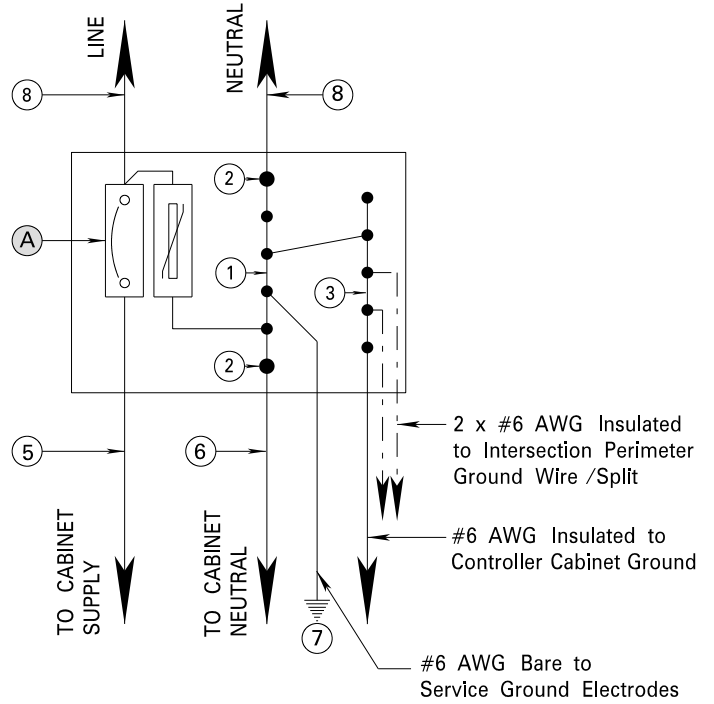 LINE
NEUTRAL
8
8
2
A
1
3
2
5
6
2 x #6 AWG Insulated
to Intersection Perimeter
Ground Wire /Split
#6 AWG Insulated to
Controller Cabinet Ground
TO CABINET
SUPPLY
TO CABINET
NEUTRAL
7
#6 AWG Bare to
Service Ground Electrodes